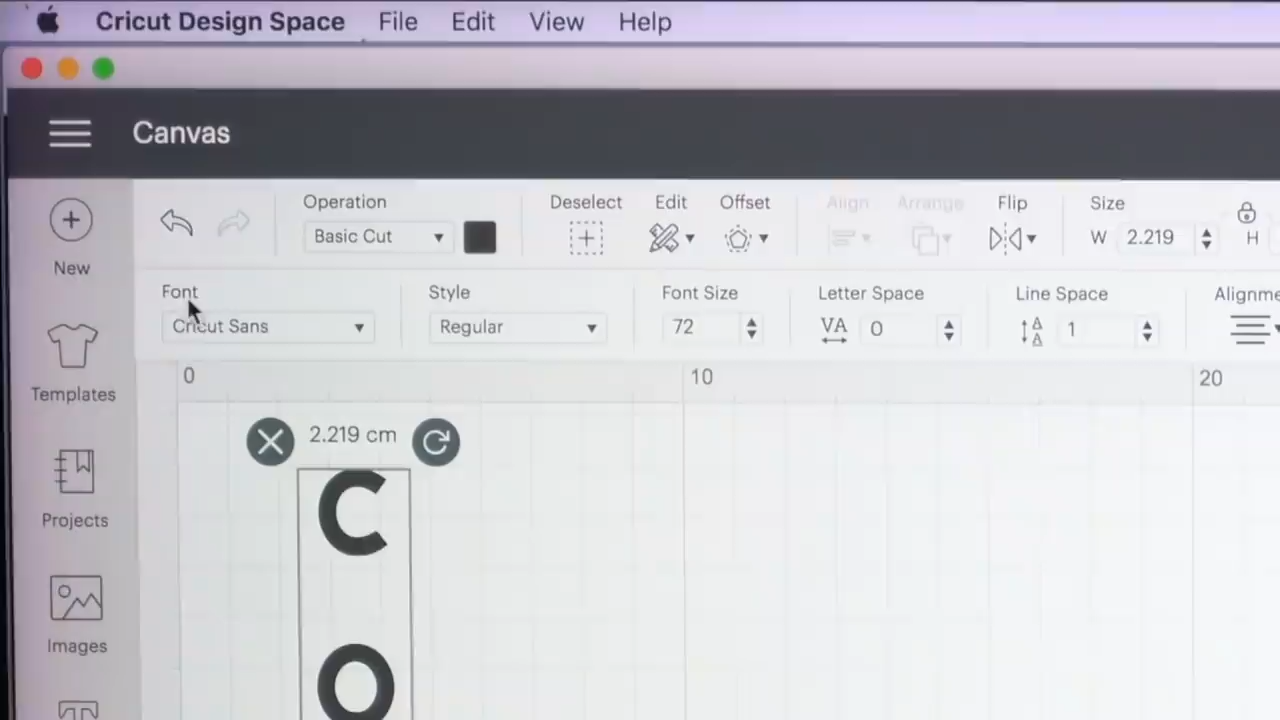 Cricut Design Space File Edit View Help
Canvas
Operation Deselect Edit Offset Align Arrange Flip Size
Basic Cut W 2.219 H
New
Font Style Font Size Letter Space Line Space Alignme
Cricut Sans Regular 72 VA 0 A A 1
0 10 20
Templates
2.219 cm
C
Projects
Images
O